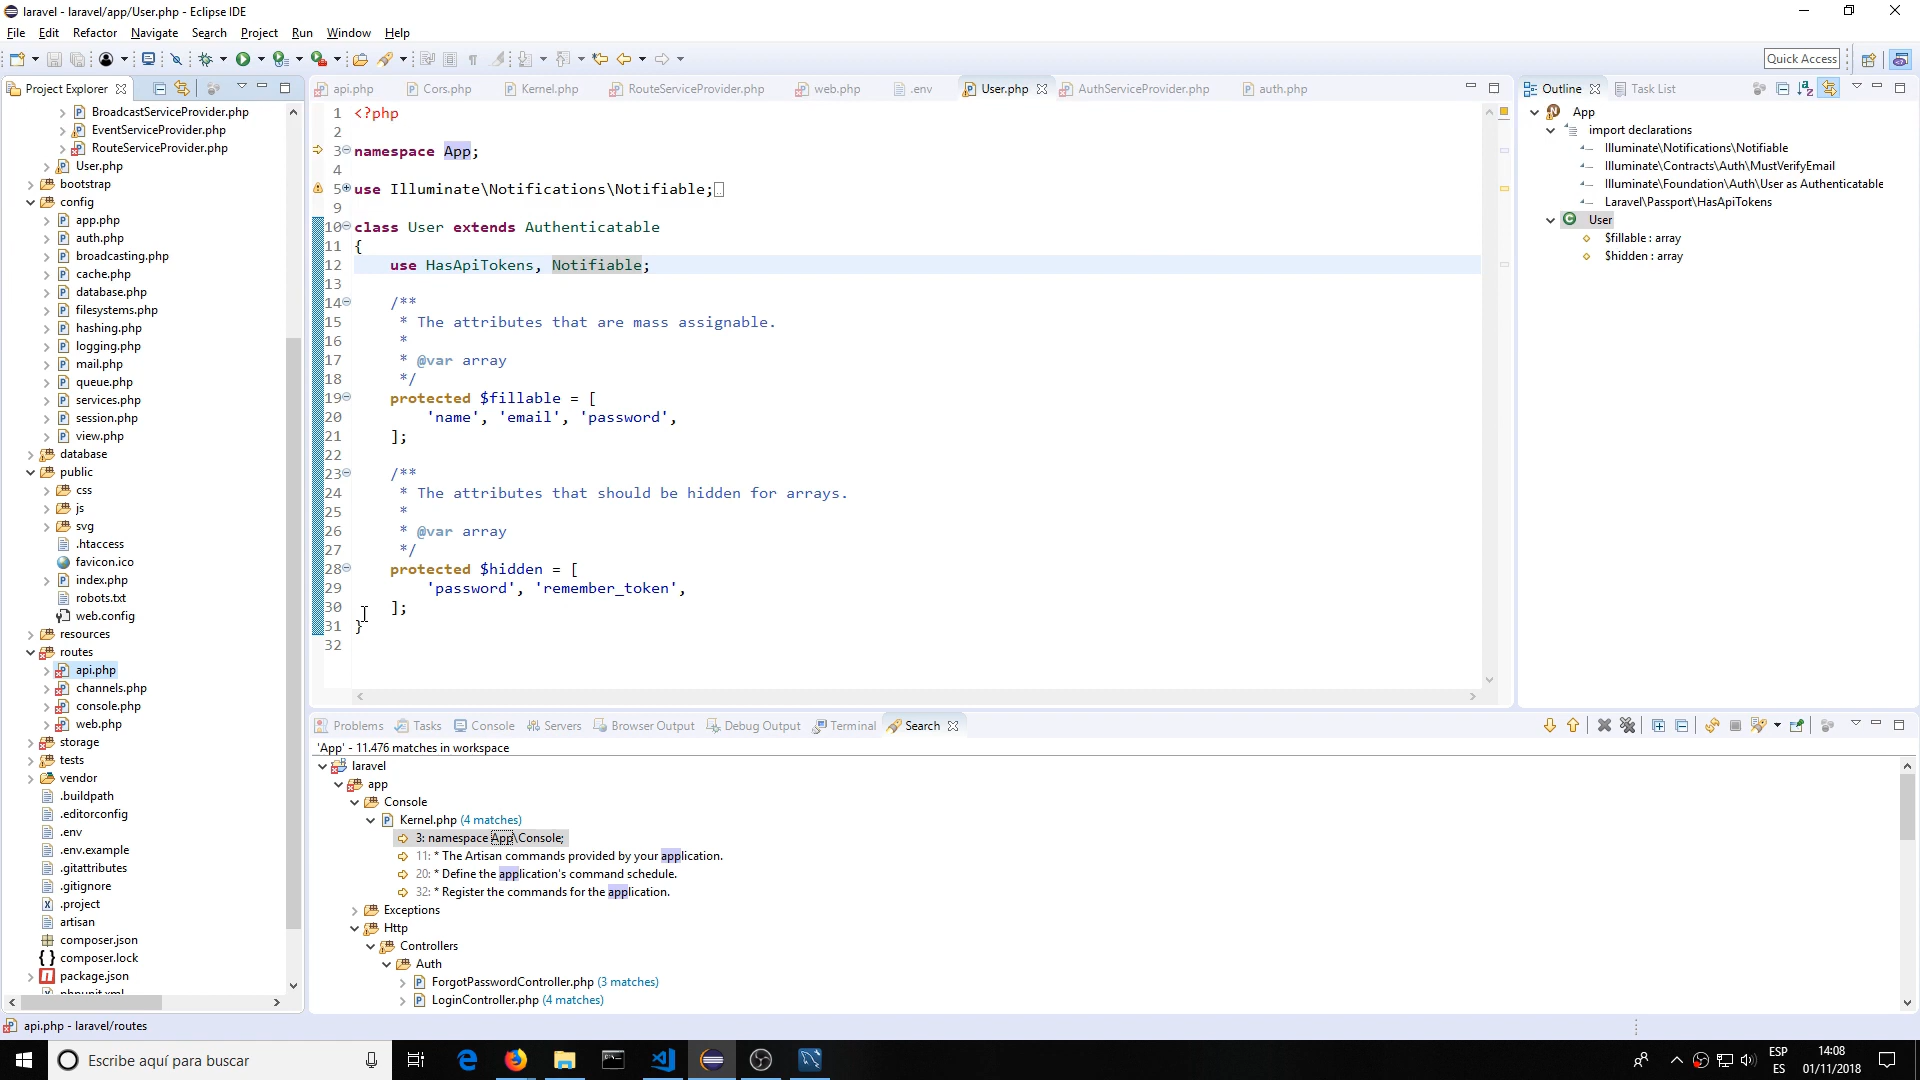 laravel - laravel/app/User.php - Eclipse IDE
File Edit Refactor Navigate Search Project Run Window Help
Quick Access
Project Explorer
BroadcastServiceProvider.php
EventServiceProvider.php
RouteServiceProvider.php
User.php
bootstrap
config
app.php
auth.php
broadcasting.php
cache.php
database.php
filesystems.php
hashing.php
logging.php
mail.php
queue.php
services.php
session.php
view.php
database
public
css
js
svg
.htaccess
favicon.ico
index.php
robots.txt
web.config
resources
routes
api.php
channels.php
console.php
web.php
storage
tests
vendor
.buildpath
.editorconfig
.env
.env.example
.gitattributes
.gitignore
.project
artisan
composer.json
composer.lock
package.json
phpunit.xml
api.php Cors.php Kernel.php RouteServiceProvider.php web.php .env User.php AuthServiceProvider.php auth.php
1 <?php
2
3 namespace App;
4
5 use Illuminate\Notifications\Notifiable;
9
10 class User extends Authenticatable
11 {
12 use HasApiTokens, Notifiable;
13
14 /**
15 * The attributes that are mass assignable.
16 *
17 * @var array
18 */
19 protected $fillable = [
20 'name', 'email', 'password',
21 ];
22
23 /**
24 * The attributes that should be hidden for arrays.
25 *
26 * @var array
27 */
28 protected $hidden = [
29 'password', 'remember_token',
30 ];
31 }
32
Outline Task List
App
import declarations
Illuminate\Notifications\Notifiable
Illuminate\Contracts\Auth\MustVerifyEmail
Illuminate\Foundation\Auth\User as Authenticatable
Laravel\Passport\HasApiTokens
User
$fillable : array
$hidden : array
Problems Tasks Console Servers Browser Output Debug Output Terminal Search
'App' - 11.476 matches in workspace
laravel
app
Console
Kernel.php (4 matches)
3: namespace App\Console;
11: * The Artisan commands provided by your application.
20: * Define the application's command schedule.
32: * Register the commands for the application.
Exceptions
Http
Controllers
Auth
ForgotPasswordController.php (3 matches)
LoginController.php (4 matches)
api.php - laravel/routes
Escribe aquí para buscar
ESP
ES
14:08
01/11/2018